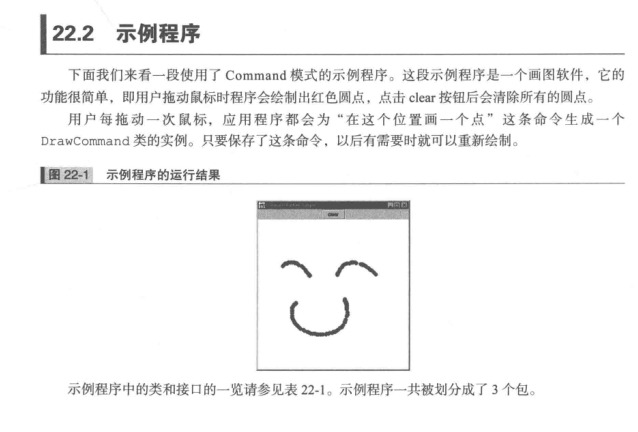 22.2 示例程序
下面我们来看一段使用了 Command 模式的示例程序。这段示例程序是一个画图软件，它的
功能很简单，即用户拖动鼠标时程序会绘制出红色圆点，点击 clear 按钮后会清除所有的圆点。
用户每拖动一次鼠标，应用程序都会为“在这个位置画一个点”这条命令生成一个
DrawCommand 类的实例。只要保存了这条命令，以后有需要时就可以重新绘制。
图 22-1 示例程序的运行结果
示例程序中的类和接口的一览请参见表 22-1。示例程序一共被划分成了 3 个包。